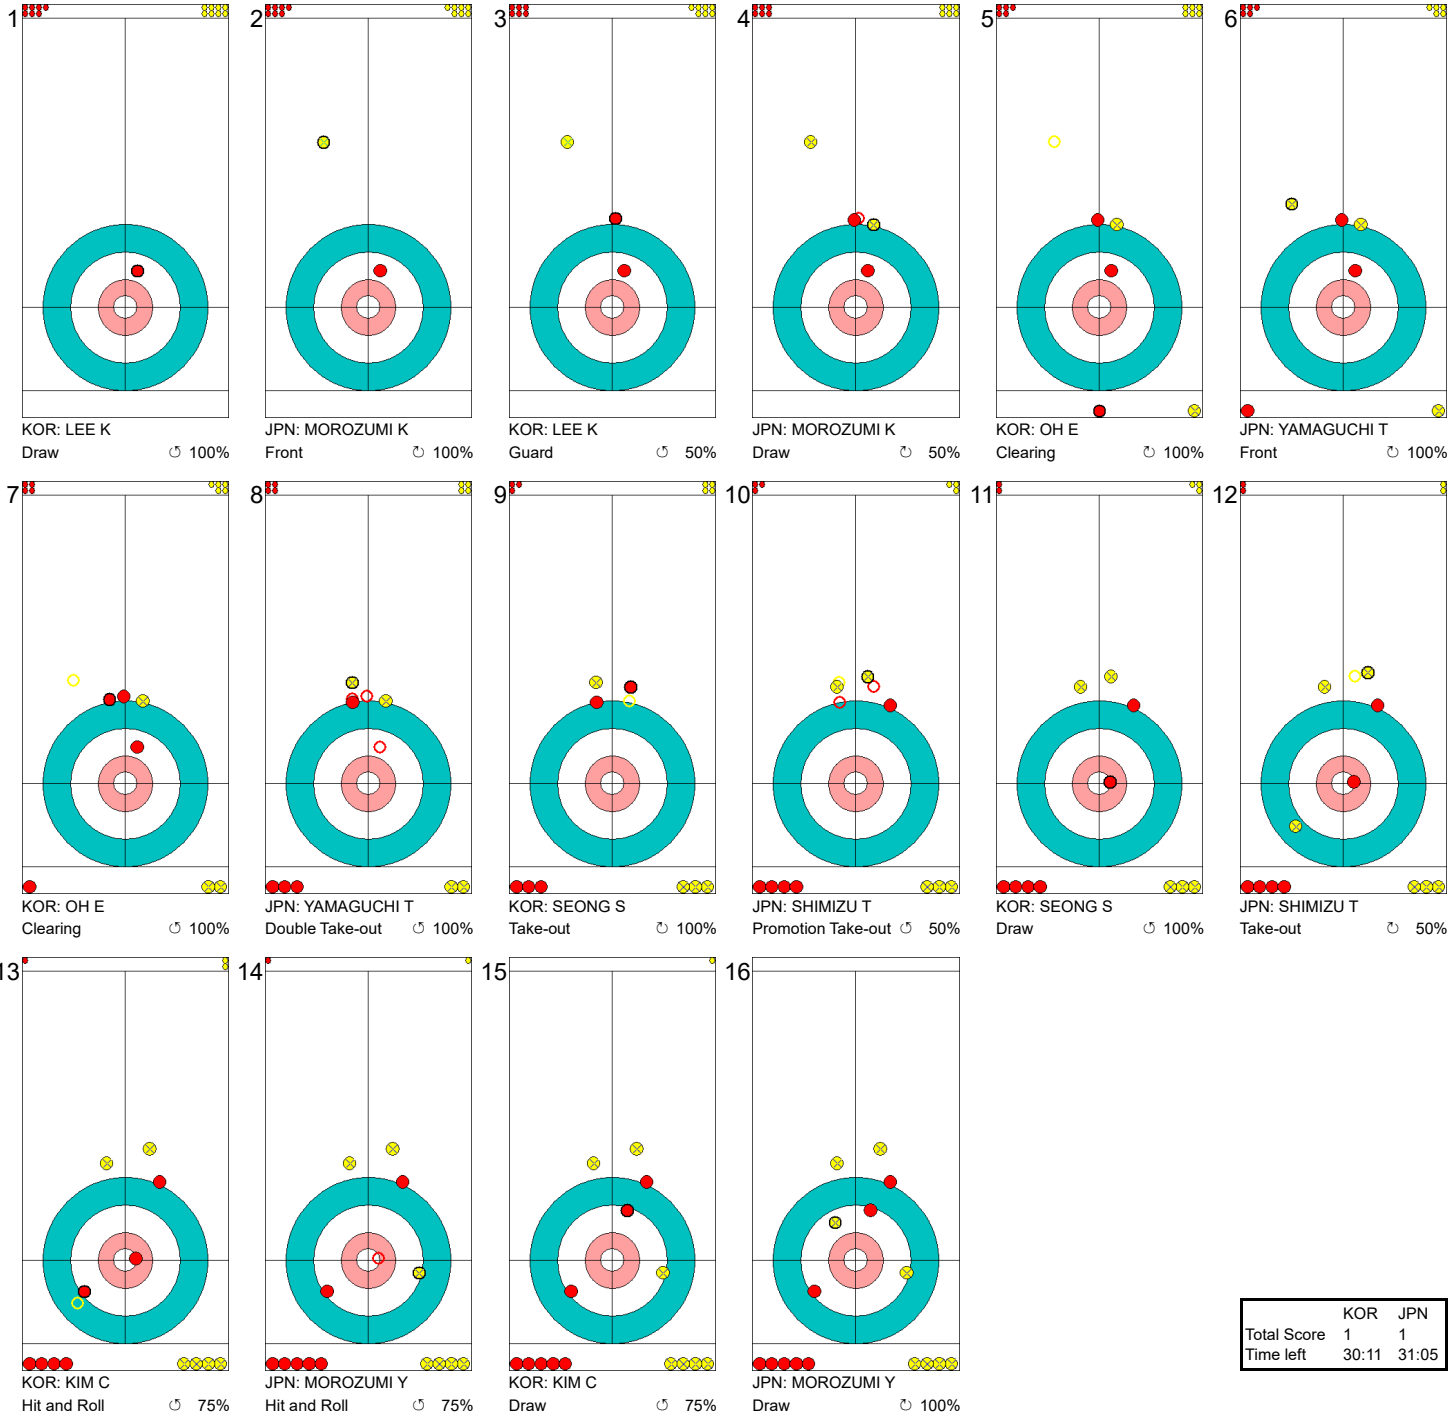 1
KOR: LEE K
Draw ↺ 100%
2
JPN: MOROZUMI K
Front ↻ 100%
3
KOR: LEE K
Guard ↺ 50%
4
JPN: MOROZUMI K
Draw ↻ 50%
5
KOR: OH E
Clearing ↻ 100%
6
JPN: YAMAGUCHI T
Front ↻ 100%
7
KOR: OH E
Clearing ↺ 100%
8
JPN: YAMAGUCHI T
Double Take-out ↺ 100%
9
KOR: SEONG S
Take-out ↻ 100%
10
JPN: SHIMIZU T
Promotion Take-out ↺ 50%
11
KOR: SEONG S
Draw ↺ 100%
12
JPN: SHIMIZU T
Take-out ↻ 50%
13
KOR: KIM C
Hit and Roll ↺ 75%
14
JPN: MOROZUMI Y
Hit and Roll ↺ 75%
15
KOR: KIM C
Draw ↺ 75%
16
JPN: MOROZUMI Y
Draw ↻ 100%
KOR JPN
Total Score 1 1
Time left 30:11 31:05